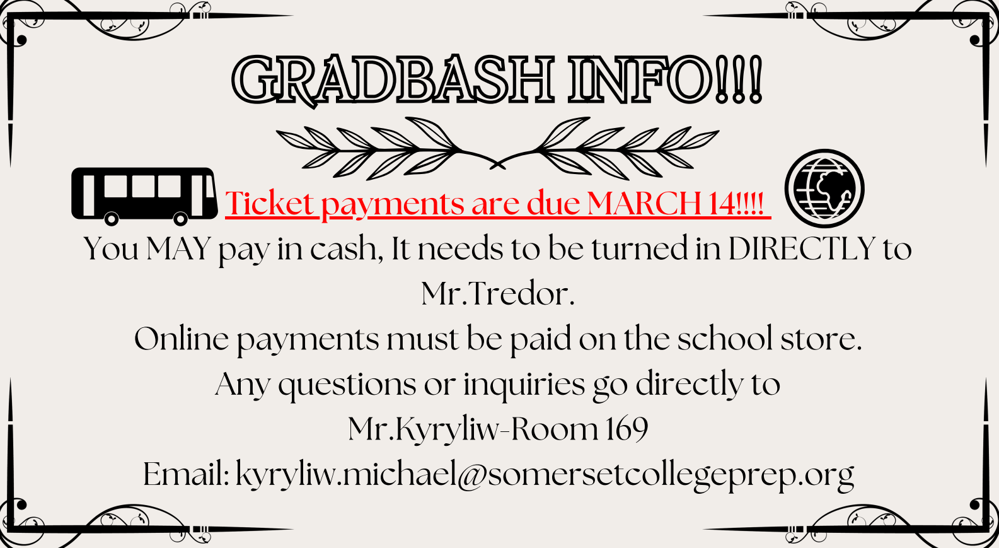 GRADBASH INFO!!!
Ticket payments are due MARCH 14!!!!
You MAY pay in cash, It needs to be turned in DIRECTLY to
Mr.Tredor.
Online payments must be paid on the school store.
Any questions or inquiries go directly to
Mr.Kyryliw-Room 169
Email: kyryliw.michael@somersetcollegeprep.org